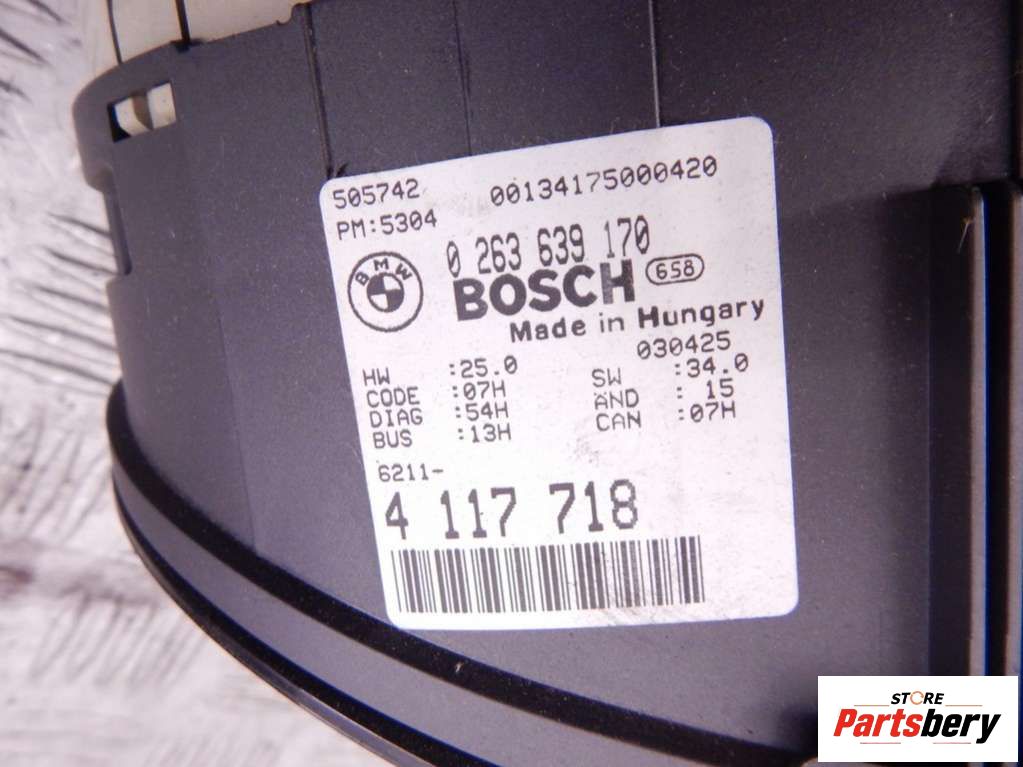 505742 00134175000420
PM:5304
0 263 639 170
BMW
BOSCH 658
Made in Hungary
030425
HW :25.0 SW :34.0
CODE :07H AND : 15
DIAG :54H CAN :07H
BUS :13H
6211-
4 117 718
STORE
Partsbery